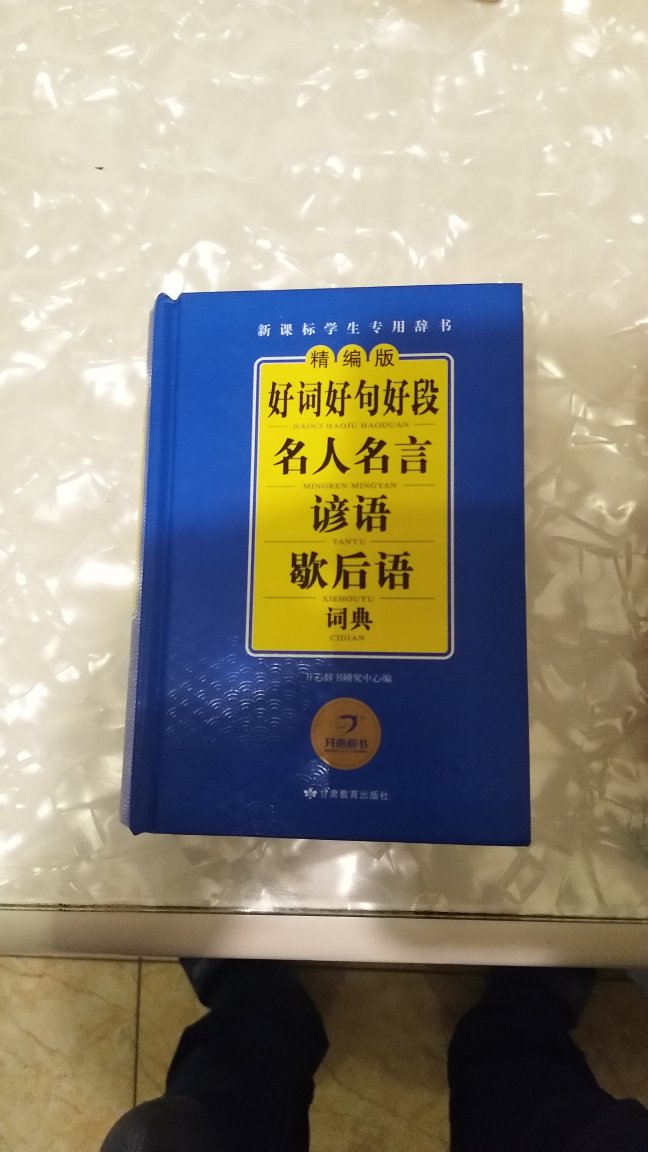 新课标学生专用辞书
精编版
好词好句好段
HAOCI HAOJU HAODUAN
名人名言
MINGREN MINGYAN
谚语
YANYU
歇后语
XIEHOUYU
词典
CIDIAN
开心辞书研究中心编
开心辞书
甘肃教育出版社